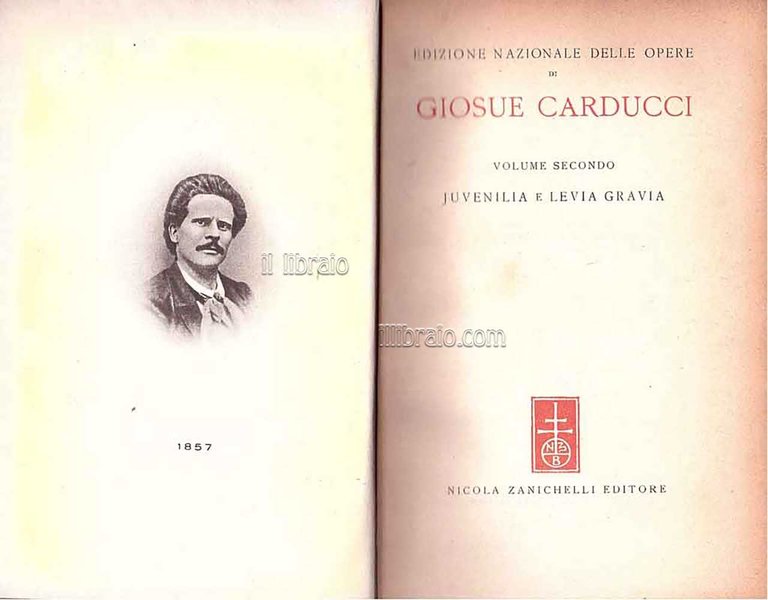 1857
EDIZIONE NAZIONALE DELLE OPERE
DI
GIOSUE CARDUCCI
VOLUME SECONDO
JUVENILIA E LEVIA GRAVIA
N Z
B
NICOLA ZANICHELLI EDITORE
il libraio
illibraio.com